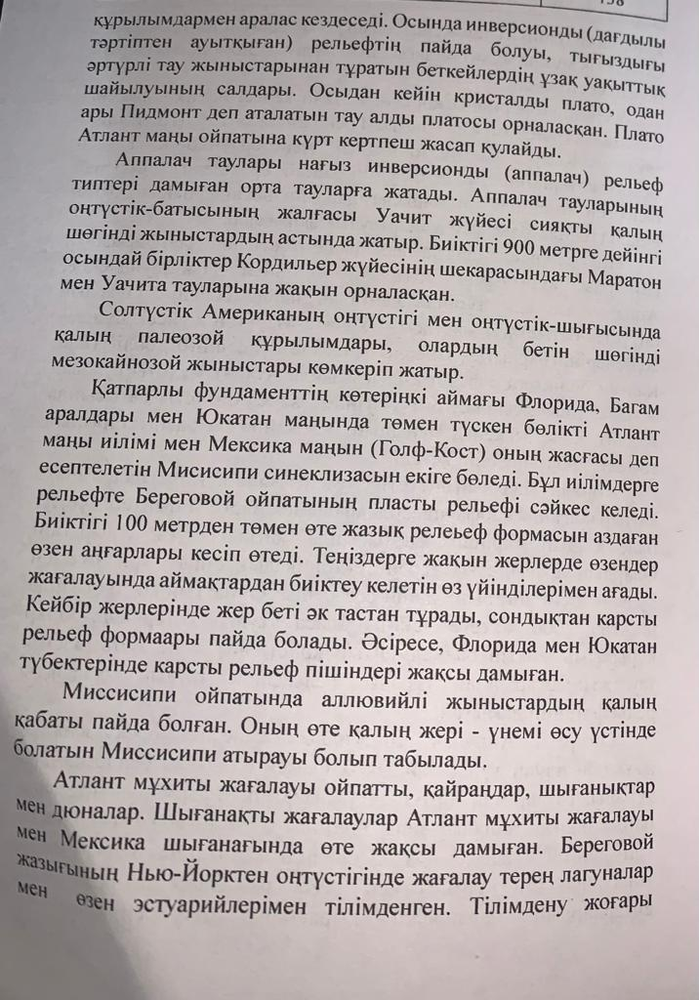 138
құрылымдармен аралас кездеседі. Осында инверсионды (дағдылы
тәртіптен ауытқыған) рельефтің пайда болуы, тығыздығы
әртүрлі тау жыныстарынан тұратын беткейлердің ұзақ уақыттық
шайылуының салдары. Осыдан кейін кристалды плато, одан
ары Пидмонт деп аталатын тау алды платосы орналасқан. Плато
Атлант маңы ойпатына күрт кертпеш жасап құлайды.
Аппалач таулары нағыз инверсионды (аппалач) рельеф
типтері дамыған орта тауларға жатады. Аппалач тауларының
оңтүстік-батысының жалғасы Уачит жүйесі сияқты қалың
шөгінді жыныстардың астында жатыр. Биіктігі 900 метрге дейінгі
осындай бірліктер Кордильер жүйесінің шекарасындағы Маратон
мен Уачита тауларына жақын орналасқан.
Солтүстік Американың оңтүстігі мен оңтүстік-шығысында
қалың палеозой құрылымдары, олардың бетін шөгінді
мезокайнозой жыныстары көмкеріп жатыр.
Қатпарлы фундаменттің көтеріңкі аймағы Флорида, Багам
аралдары мен Юкатан маңында төмен түскен бөлікті Атлант
маңы иілімі мен Мексика маңын (Голф-Кост) оның жасғасы деп
есептелетін Мисисипи синеклизасын екіге бөледі. Бұл иілімдерге
рельефте Береговой ойпатының пласты рельефі сәйкес келеді.
Биіктігі 100 метрден төмен өте жазық релеьеф формасын аздаған
өзен аңғарлары кесіп өтеді. Теңіздерге жақын жерлерде өзендер
жағалауында аймақтардан биіктеу келетін өз үйінділерімен ағады.
Кейбір жерлерінде жер беті әк тастан тұрады, сондықтан карсты
рельеф формаары пайда болады. Әсіресе, Флорида мен Юкатан
түбектерінде карсты рельеф пішіндері жақсы дамыған.
Миссисипи ойпатында аллювийлі жыныстардың қалың
қабаты пайда болған. Оның өте қалың жері - үнемі өсу үстінде
болатын Миссисипи атырауы болып табылады.
Атлант мұхиты жағалауы ойпатты, қайраңдар, шығанықтар
мен дюналар. Шығанақты жағалаулар Атлант мұхиты жағалауы
мен Мексика шығанағында өте жақсы дамыған. Береговой
жазығының Нью-Йорктен оңтүстігінде жағалау терең лагуналар
мен өзен эстуарийлерімен тілімденген. Тілімдену жоғары